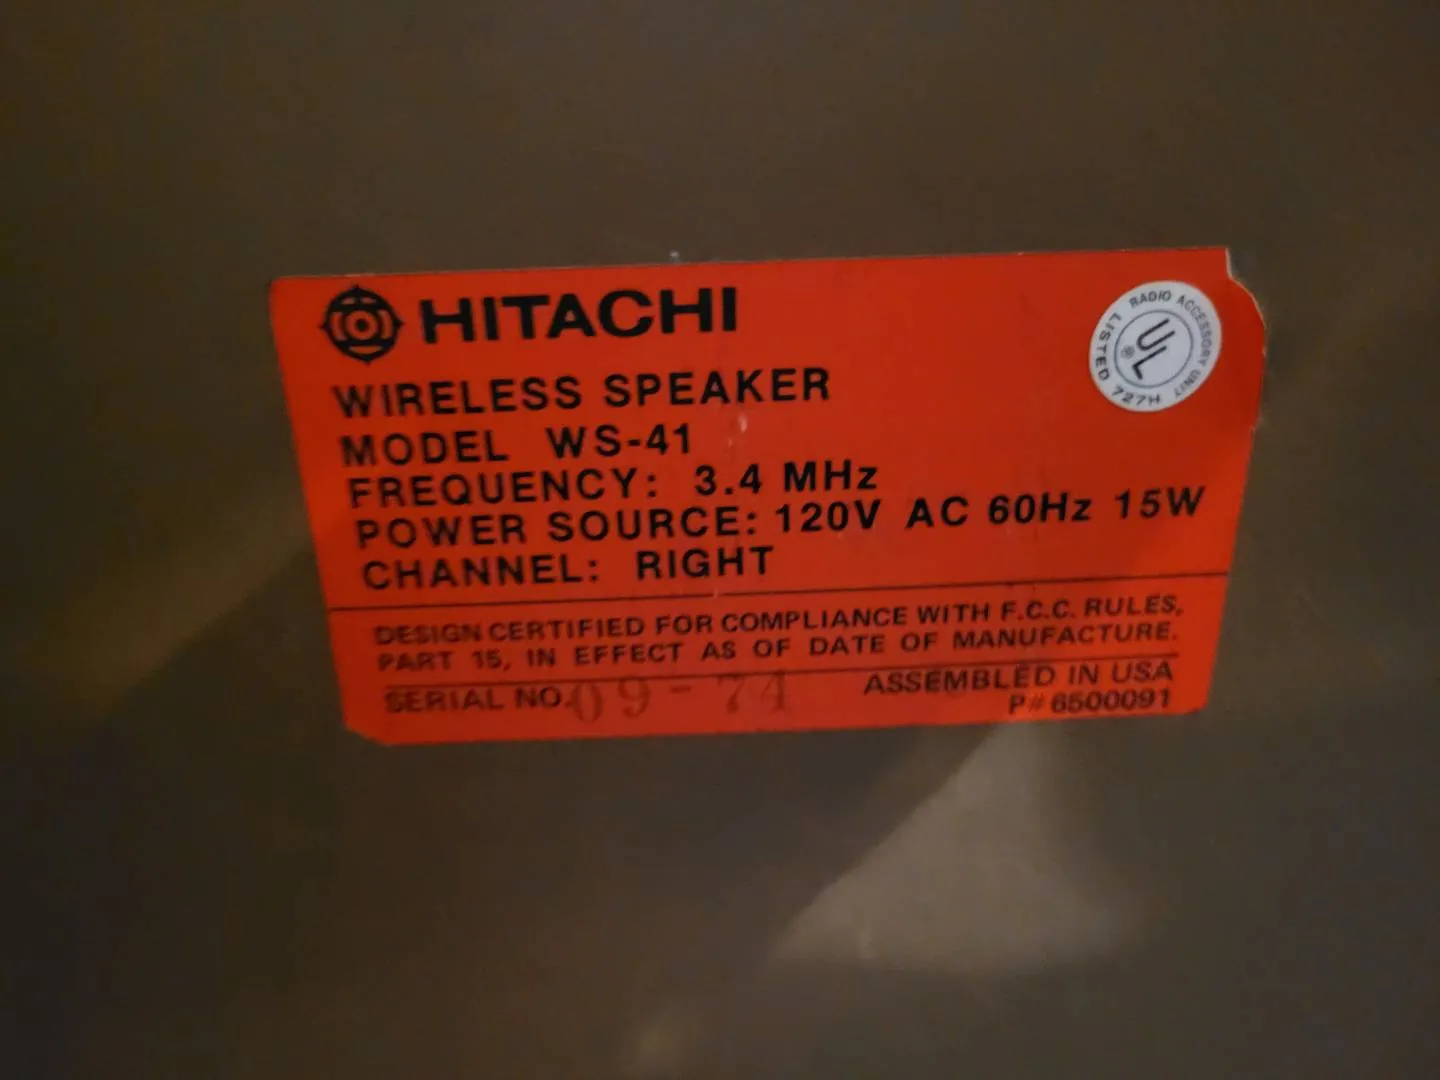 HITACHI
WIRELESS SPEAKER
MODEL WS-41
FREQUENCY: 3.4 MHz
POWER SOURCE: 120V AC 60Hz 15W
CHANNEL: RIGHT
DESIGN CERTIFIED FOR COMPLIANCE WITH F.C.C. RULES,
PART 15, IN EFFECT AS OF DATE OF MANUFACTURE.
SERIAL NO. 09-74
ASSEMBLED IN USA
P# 6500091
RADIO ACCESSORY UNIT
UL ®
LISTED 727H